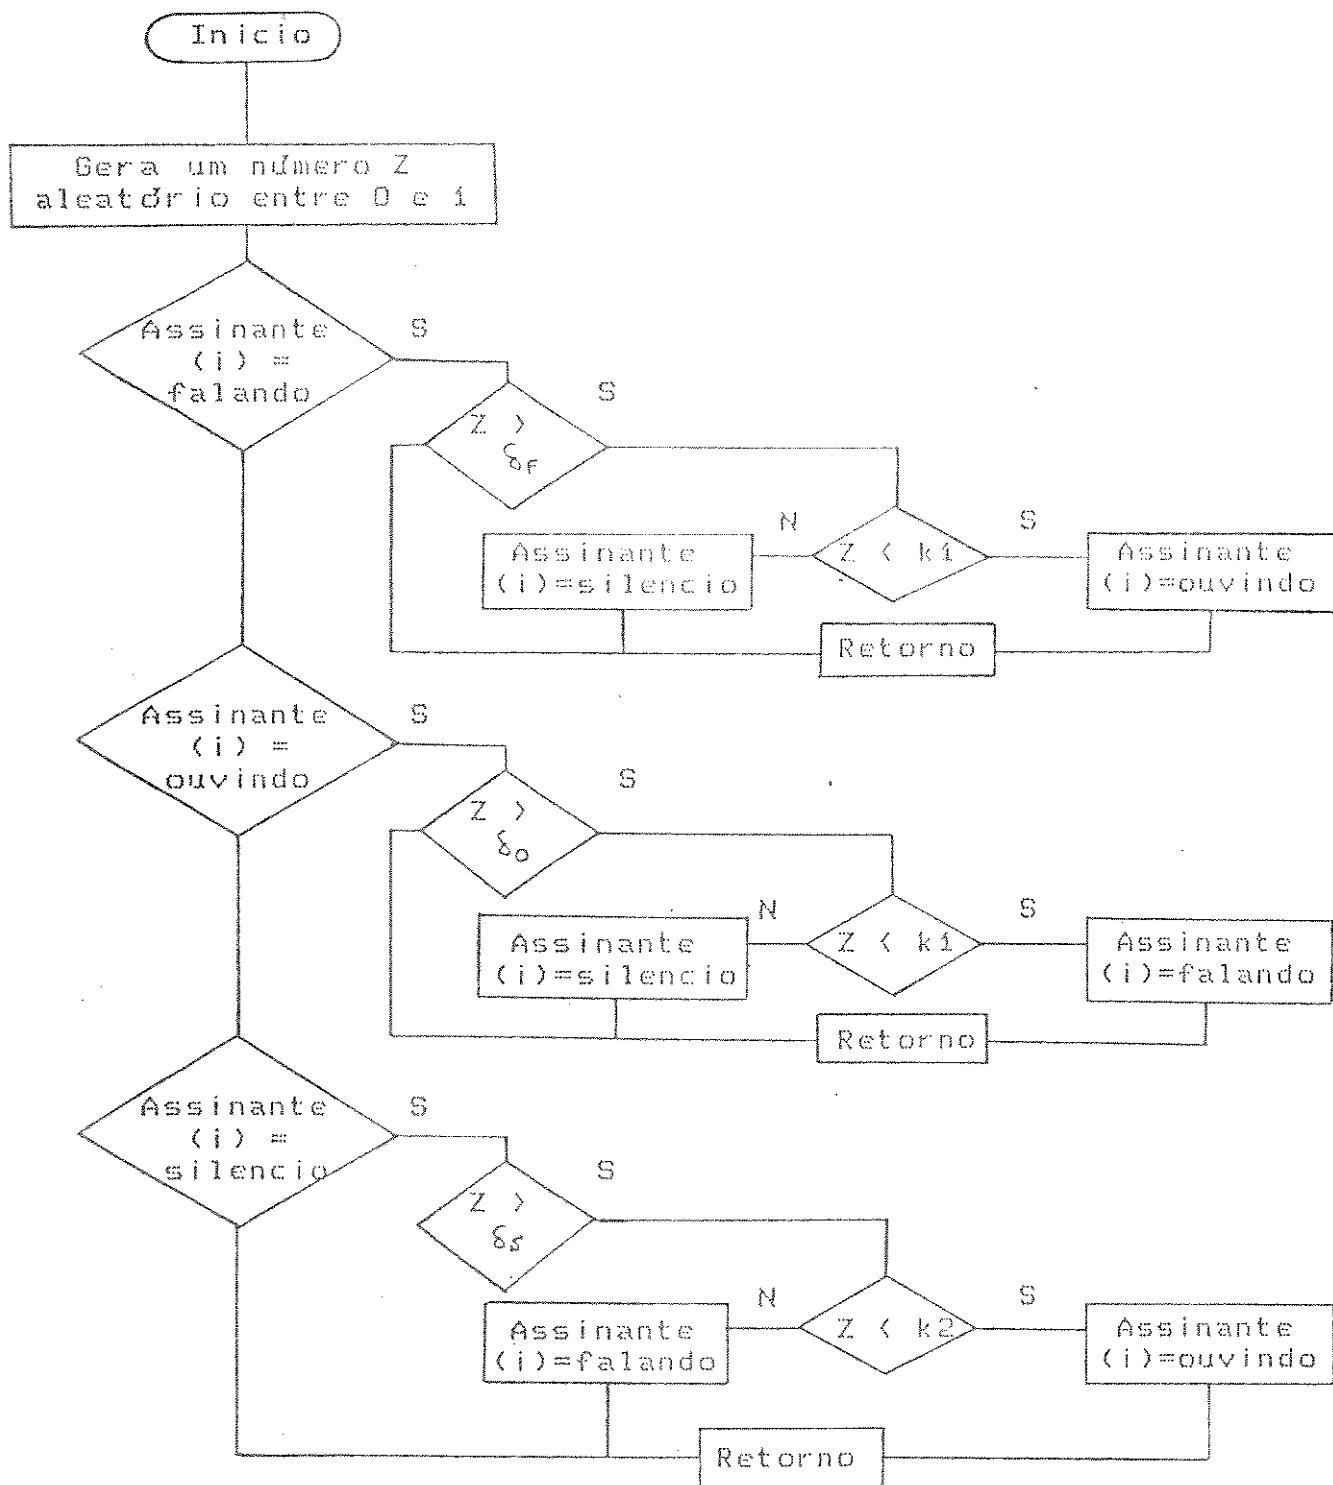 Inicio
Gera um número Z
aleatório entre 0 e 1
Assinante
(i) =
falando
S
Z >
δF
S
Z < k1
N
S
Assinante
(i)=silencio
Assinante
(i)=ouvindo
Retorno
Assinante
(i) =
ouvindo
S
Z >
δO
S
Z < k1
N
S
Assinante
(i)=silencio
Assinante
(i)=falando
Retorno
Assinante
(i) =
silencio
S
Z >
δS
S
Z < k2
N
S
Assinante
(i)=falando
Assinante
(i)=ouvindo
Retorno